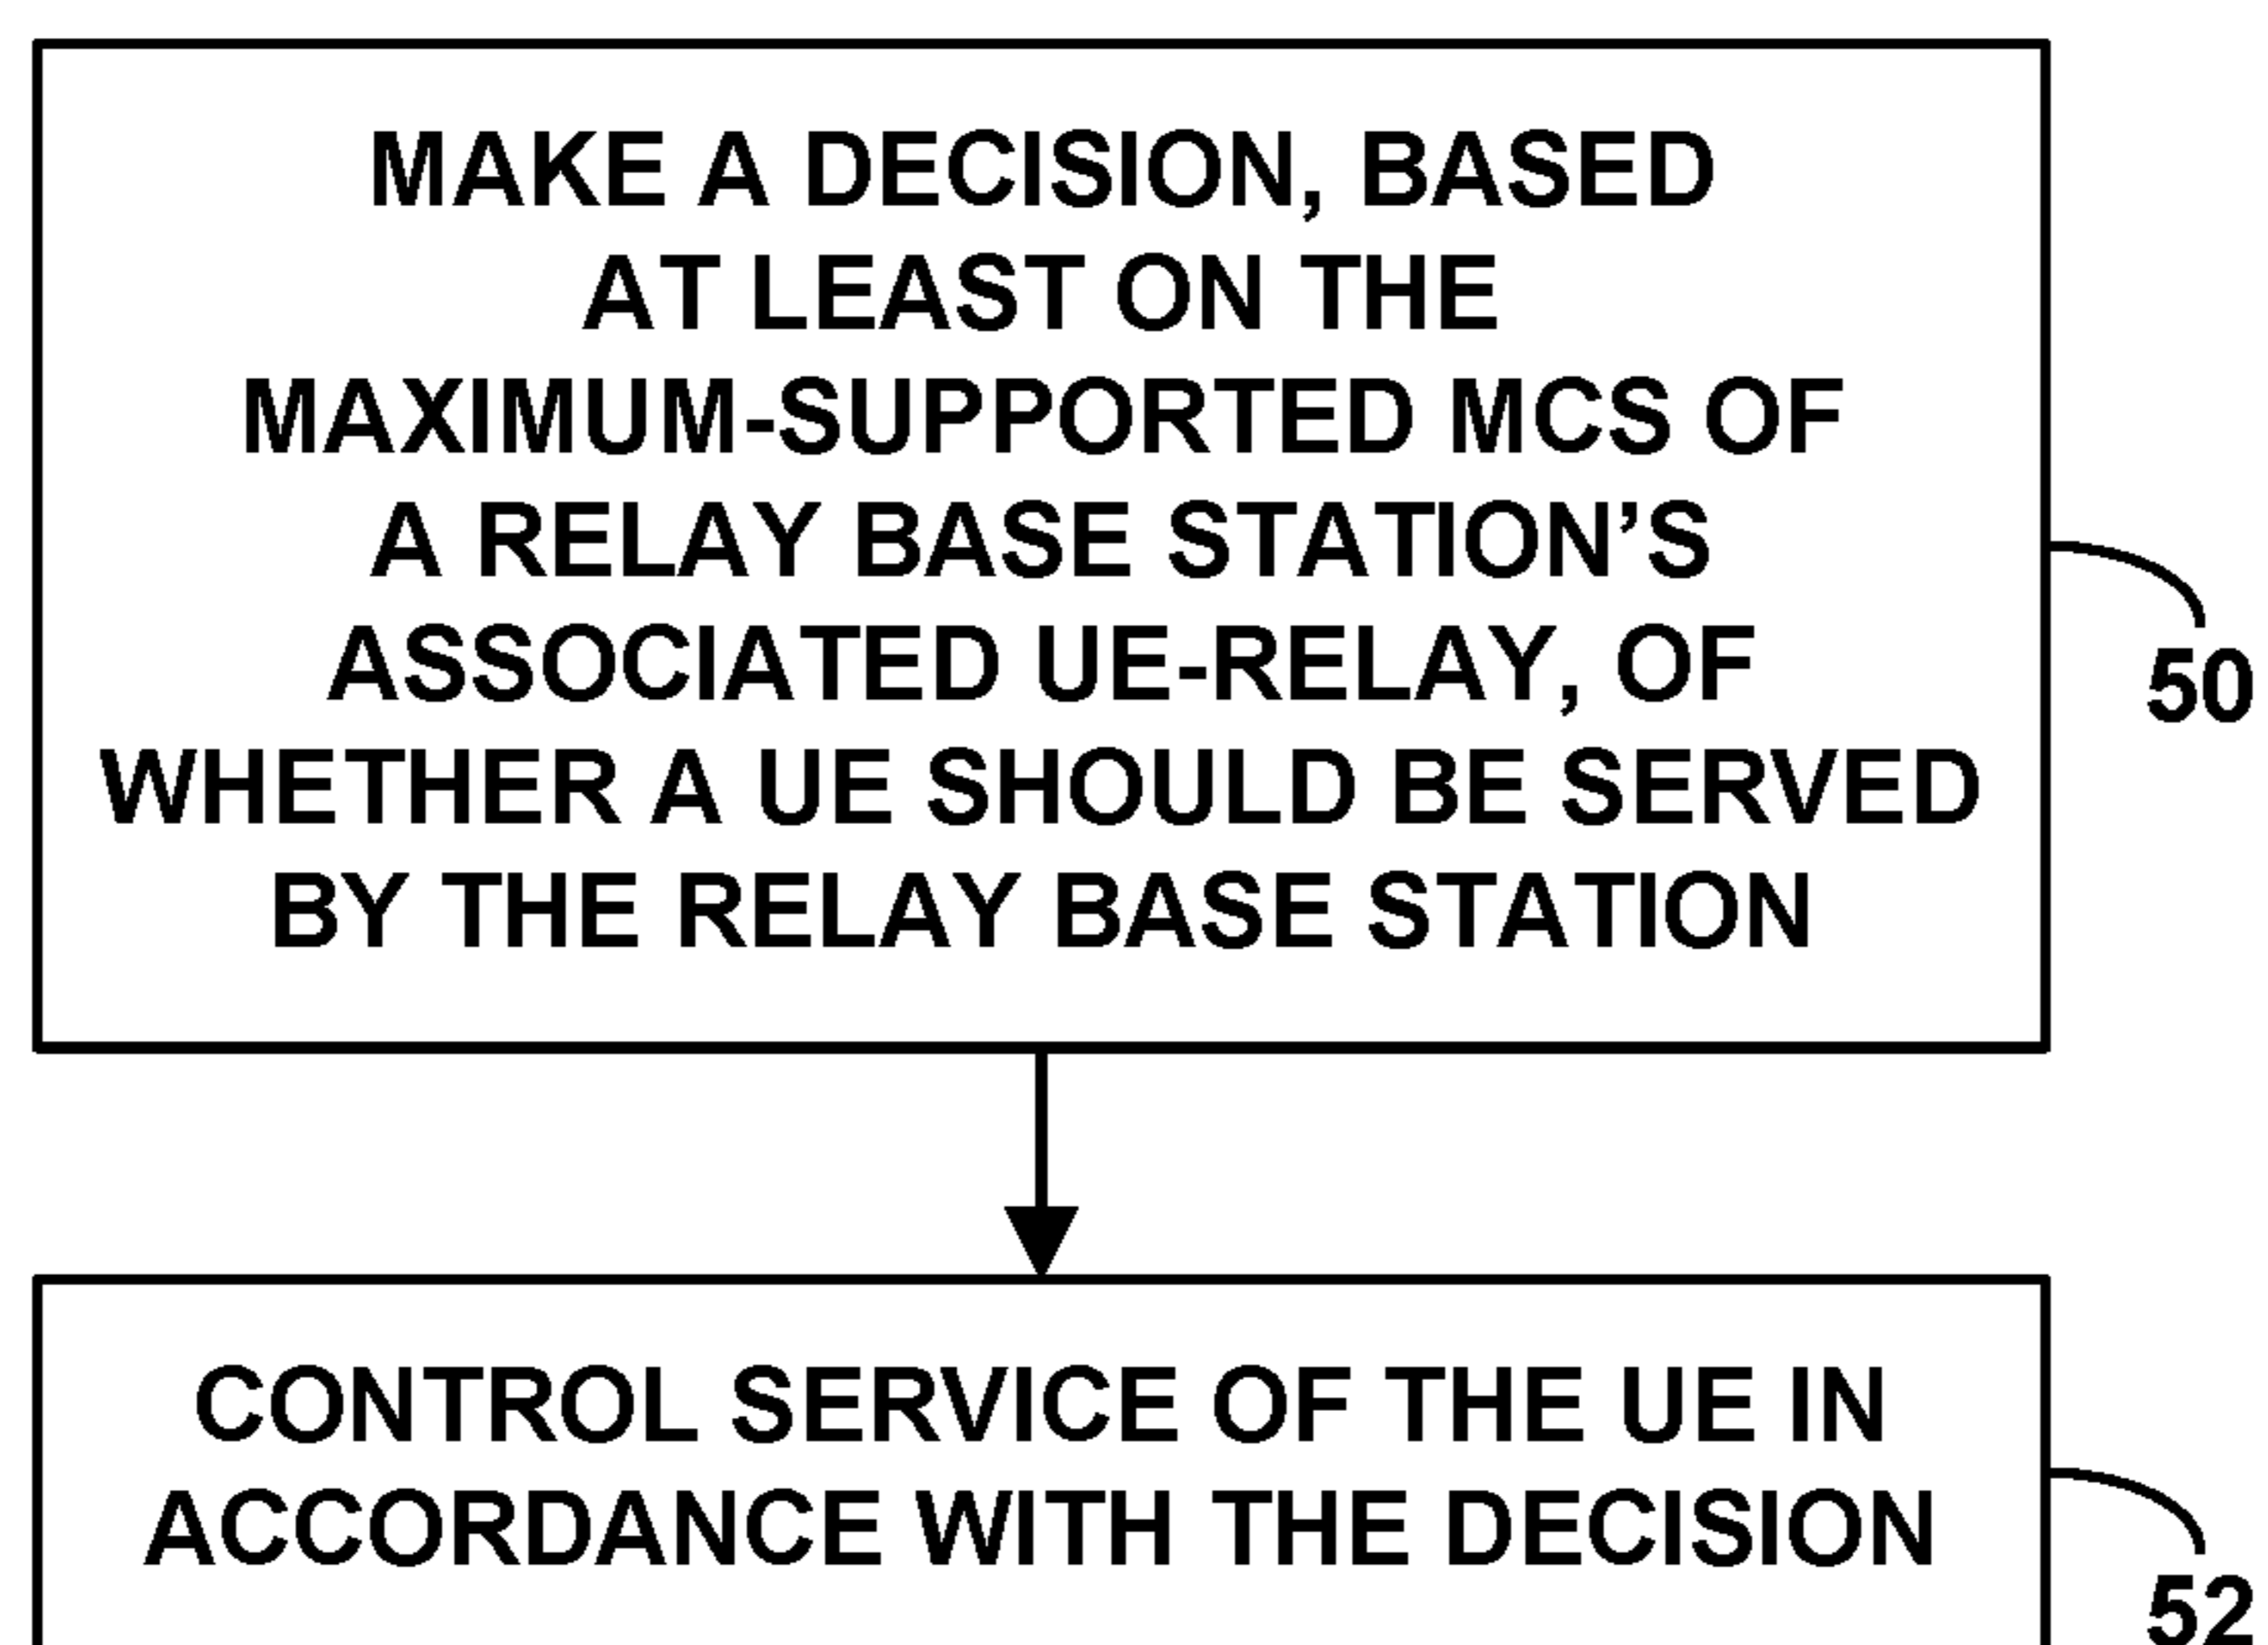 MAKE A DECISION, BASED
AT LEAST ON THE
MAXIMUM-SUPPORTED MCS OF
A RELAY BASE STATION’S
ASSOCIATED UE-RELAY, OF
WHETHER A UE SHOULD BE SERVED
BY THE RELAY BASE STATION
50
CONTROL SERVICE OF THE UE IN
ACCORDANCE WITH THE DECISION
52